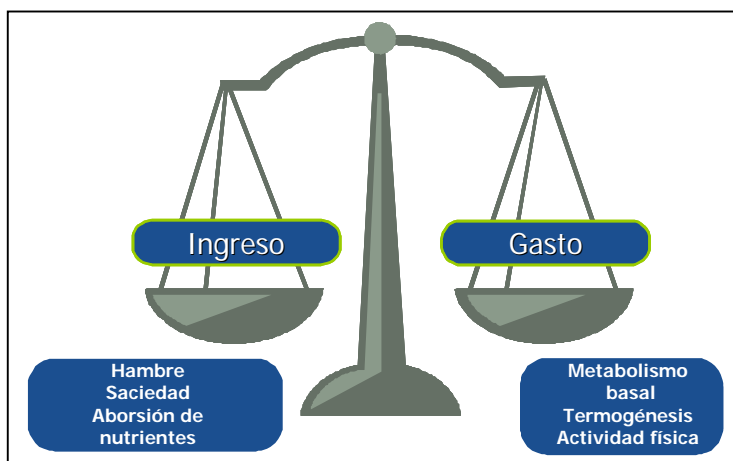 Ingreso
Gasto
Hambre
Saciedad
Aborsión de
nutrientes
Metabolismo
basal
Termogénesis
Actividad física